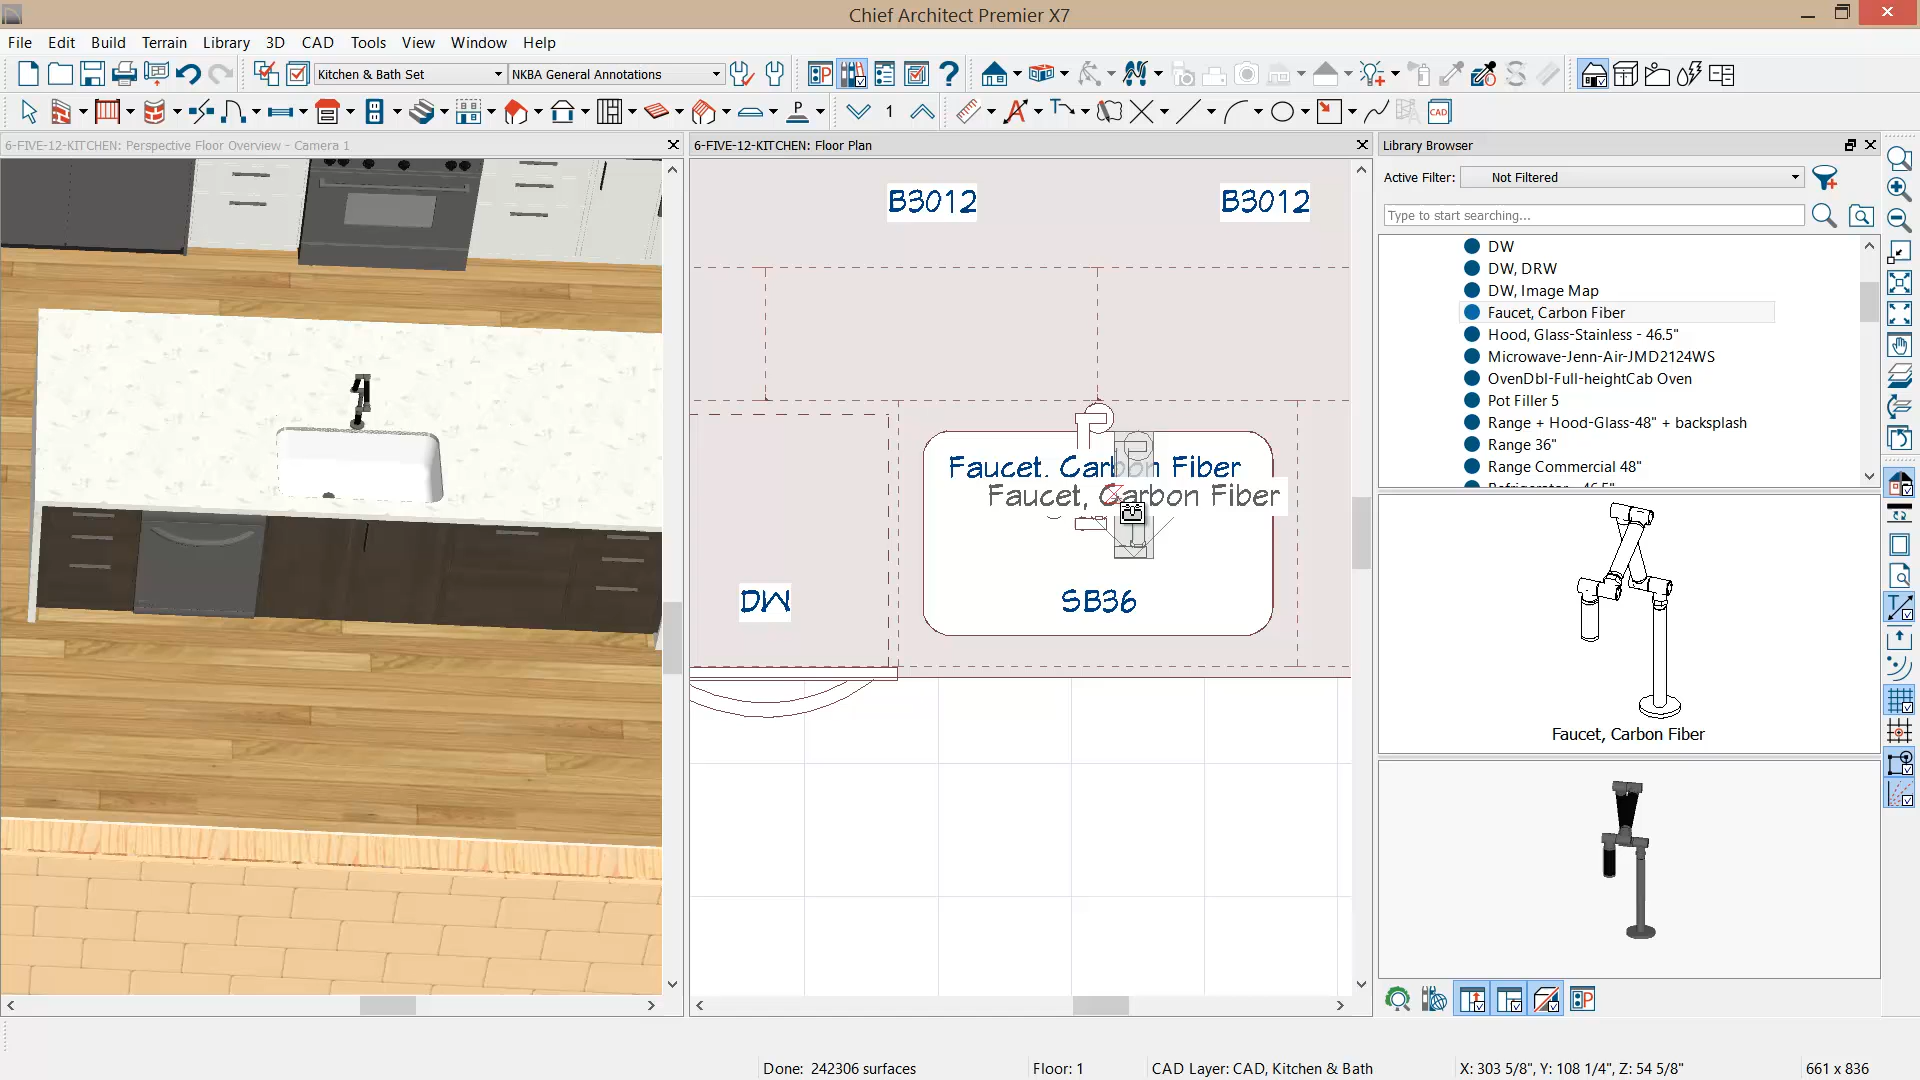 Chief Architect Premier X7
File Edit Build Terrain Library 3D CAD Tools View Window Help
Kitchen & Bath Set
NKBA General Annotations
1
CAD
6-FIVE-12-KITCHEN: Perspective Floor Overview - Camera 1
6-FIVE-12-KITCHEN: Floor Plan
B3012
B3012
Faucet, Carbon Fiber
Faucet, Carbon Fiber
DW
SB36
Library Browser
Active Filter:
Not Filtered
Type to start searching...
DW
DW, DRW
DW, Image Map
Faucet, Carbon Fiber
Hood, Glass-Stainless - 46.5"
Microwave-Jenn-Air-JMD2124WS
OvenDbl-Full-heightCab Oven
Pot Filler 5
Range + Hood-Glass-48" + backsplash
Range 36"
Range Commercial 48"
Faucet, Carbon Fiber
Done: 242306 surfaces
Floor: 1
CAD Layer: CAD, Kitchen & Bath
X: 303 5/8", Y: 108 1/4", Z: 54 5/8"
661 x 836